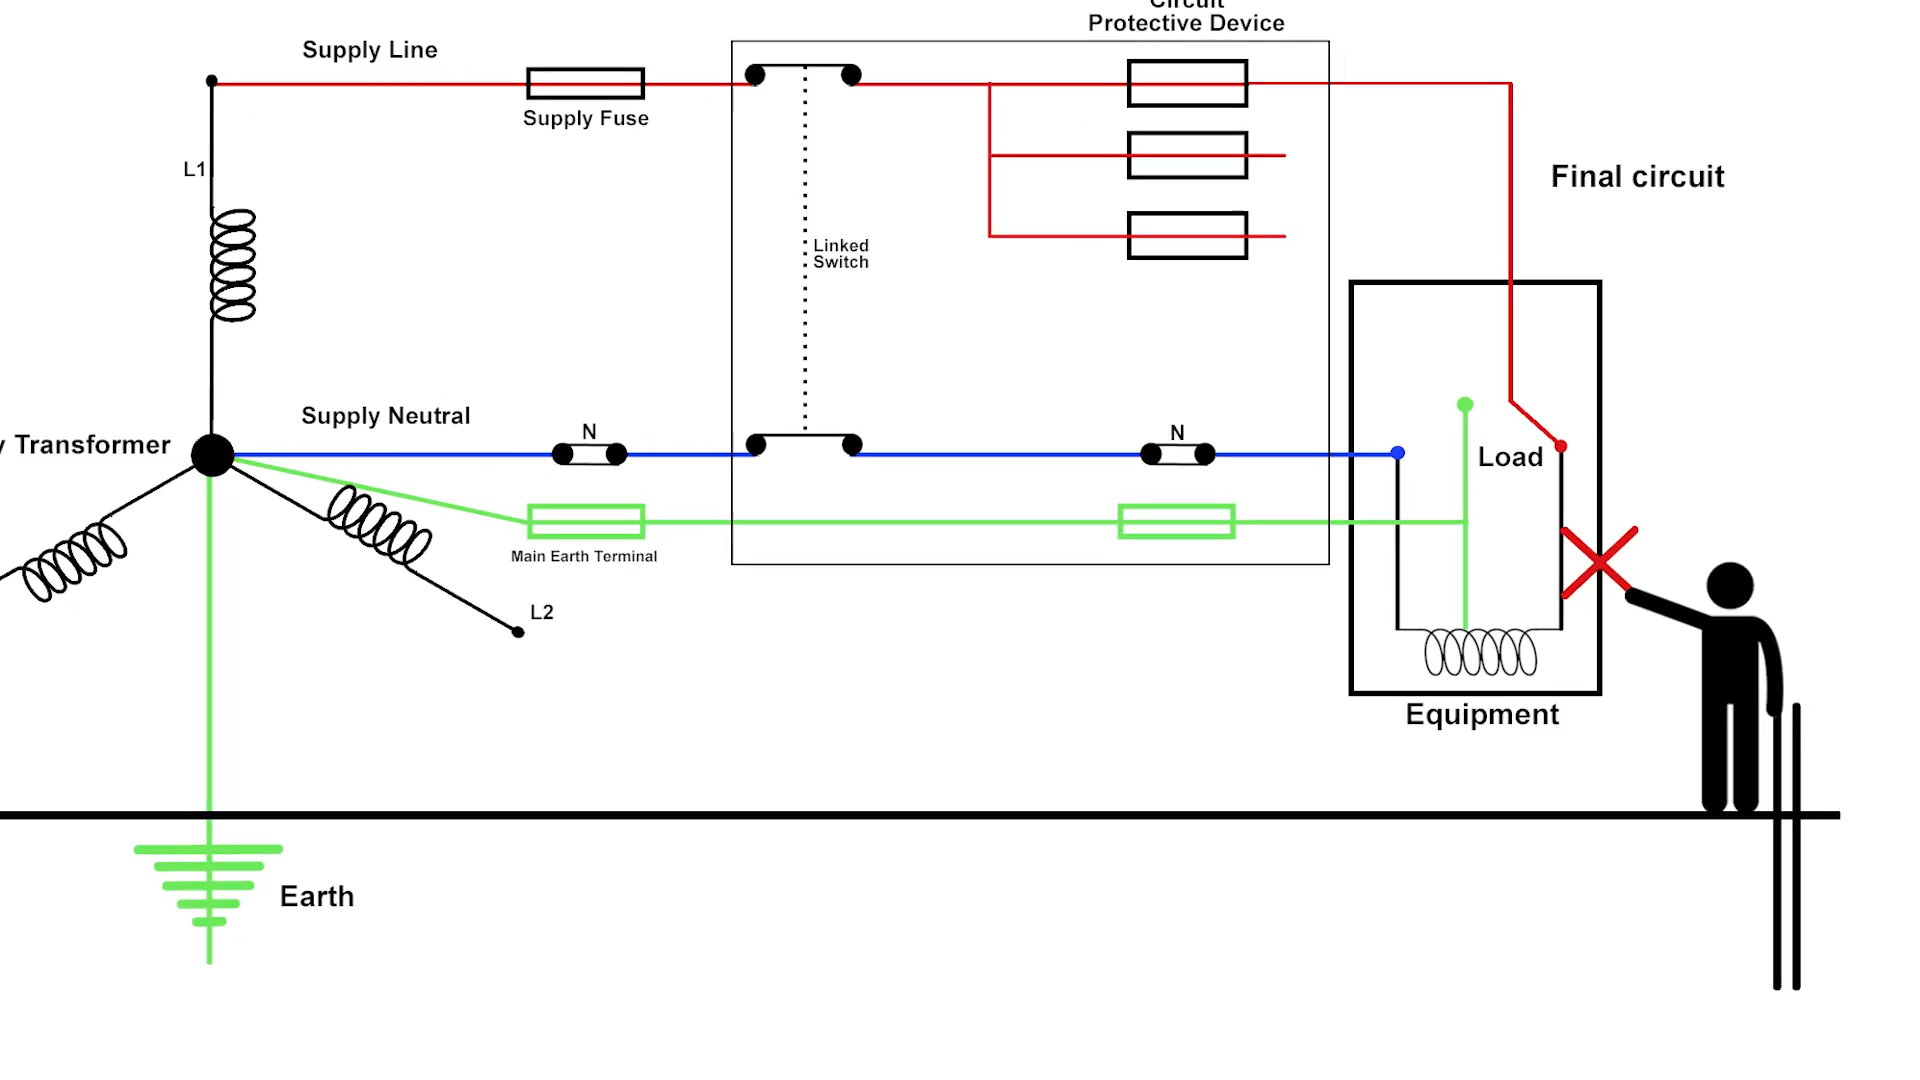 Circuit
Protective Device
Supply Line
Supply Fuse
L1
Final circuit
Linked
Switch
Supply Neutral
N
N
Transformer
Load
Main Earth Terminal
L2
Equipment
Earth